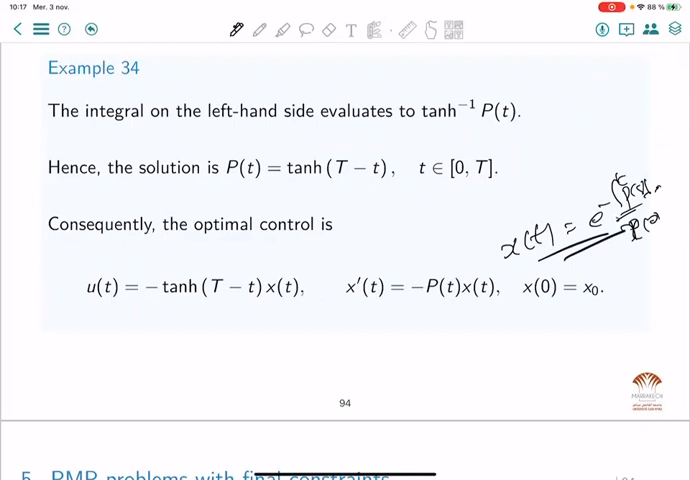 10:17 Mer. 3 nov.
88 %
Example 34
The integral on the left-hand side evaluates to tanh⁻¹ P(t).
Hence, the solution is P(t) = tanh (T − t), t ∈ [0, T].
Consequently, the optimal control is
x(t) = e
u(t) = − tanh (T − t) x(t), x′(t) = −P(t)x(t), x(0) = x₀.
MARRAKECH
94
5. PMP problems with final constraints